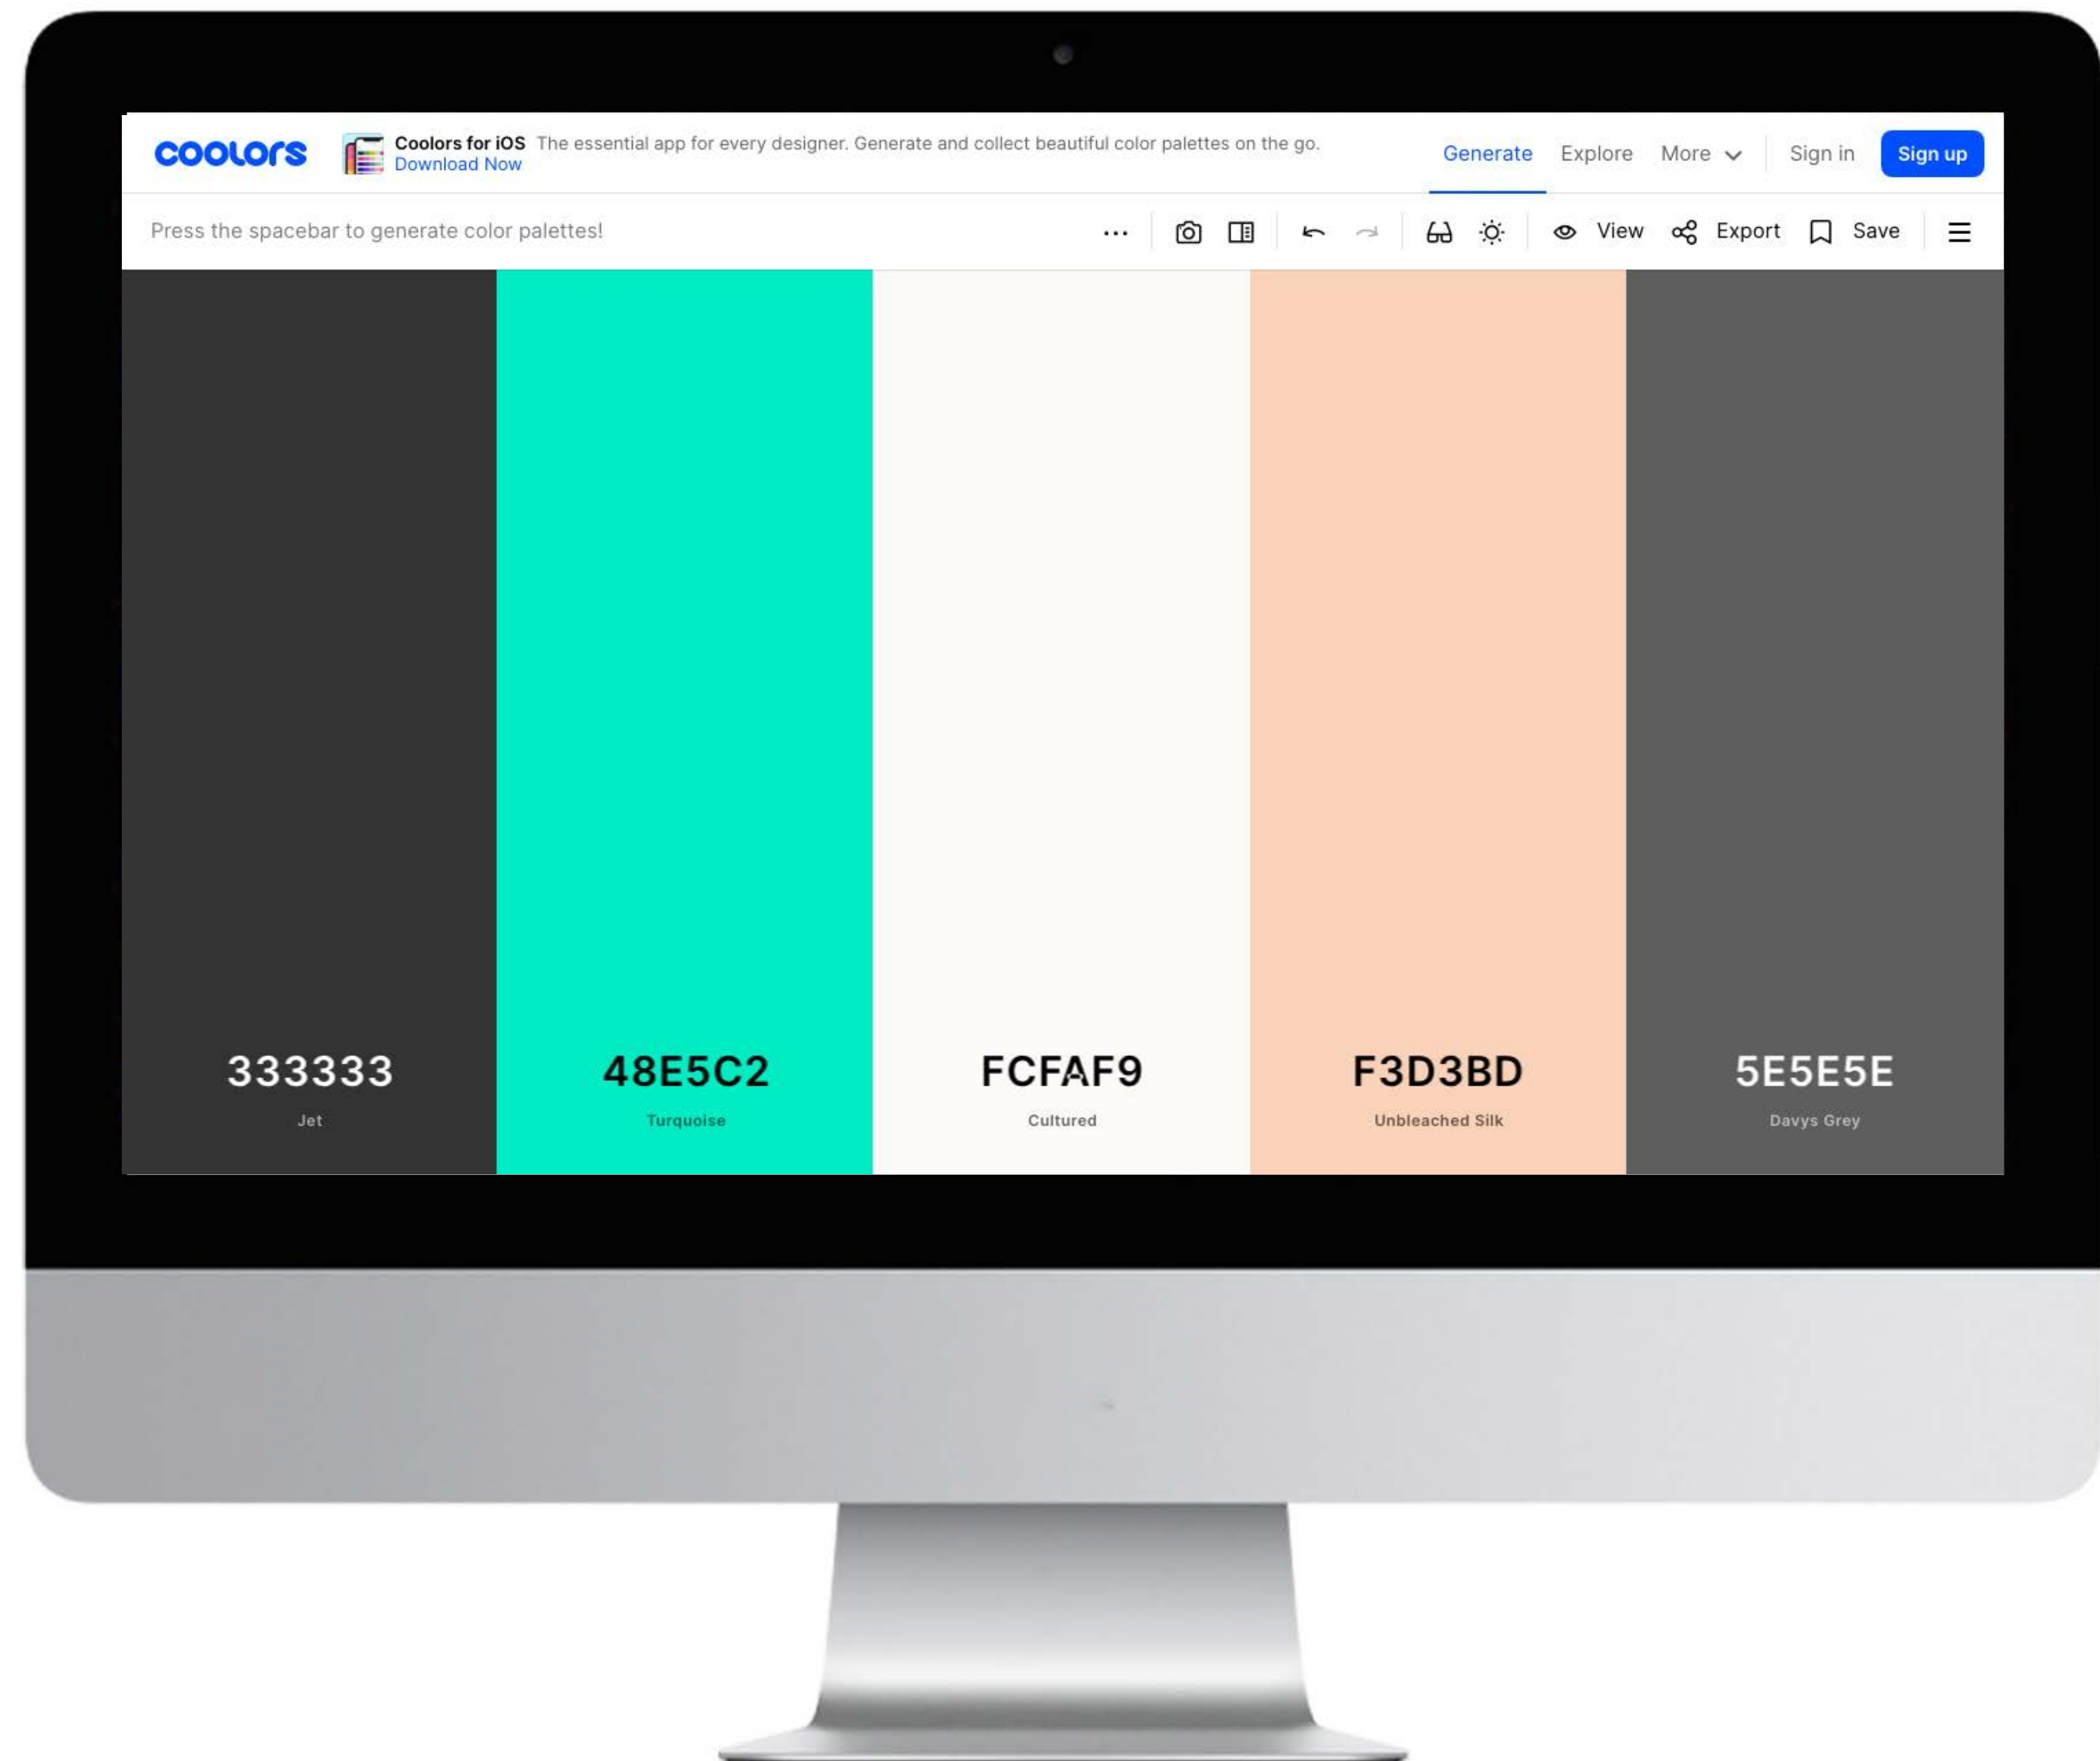 coolors
Coolors for iOS The essential app for every designer. Generate and collect beautiful color palettes on the go.
Download Now
Generate Explore More Sign in Sign up
Press the spacebar to generate color palettes!
View Export Save
333333 48E5C2 FCFAF9 F3D3BD 5E5E5E
Jet Turquoise Cultured Unbleached Silk Davys Grey